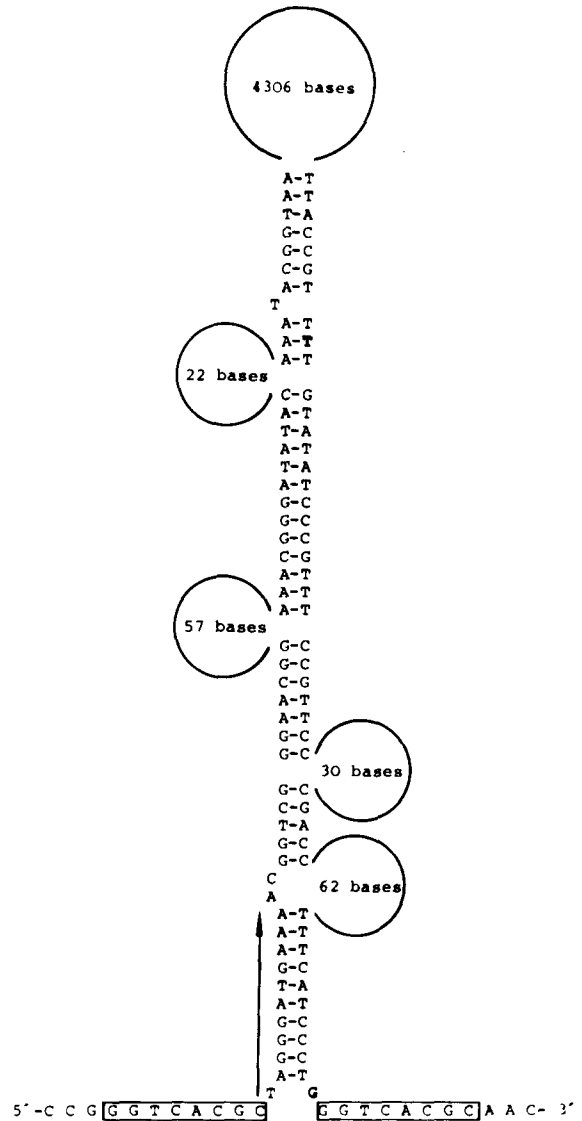 4306 bases
A-T
A-T
T-A
G-C
G-C
C-G
A-T
T
A-T
A-T
A-T
22 bases
C-G
A-T
T-A
A-T
T-A
A-T
G-C
G-C
G-C
C-G
A-T
A-T
A-T
57 bases
G-C
G-C
C-G
A-T
A-T
G-C
G-C
30 bases
G-C
C-G
T-A
G-C
G-C
C
62 bases
A
A-T
A-T
A-T
G-C
T-A
A-T
G-C
G-C
G-C
A-T
T G
5´-C C G G G T C A C G C G G T C A C G C A A C- 3´